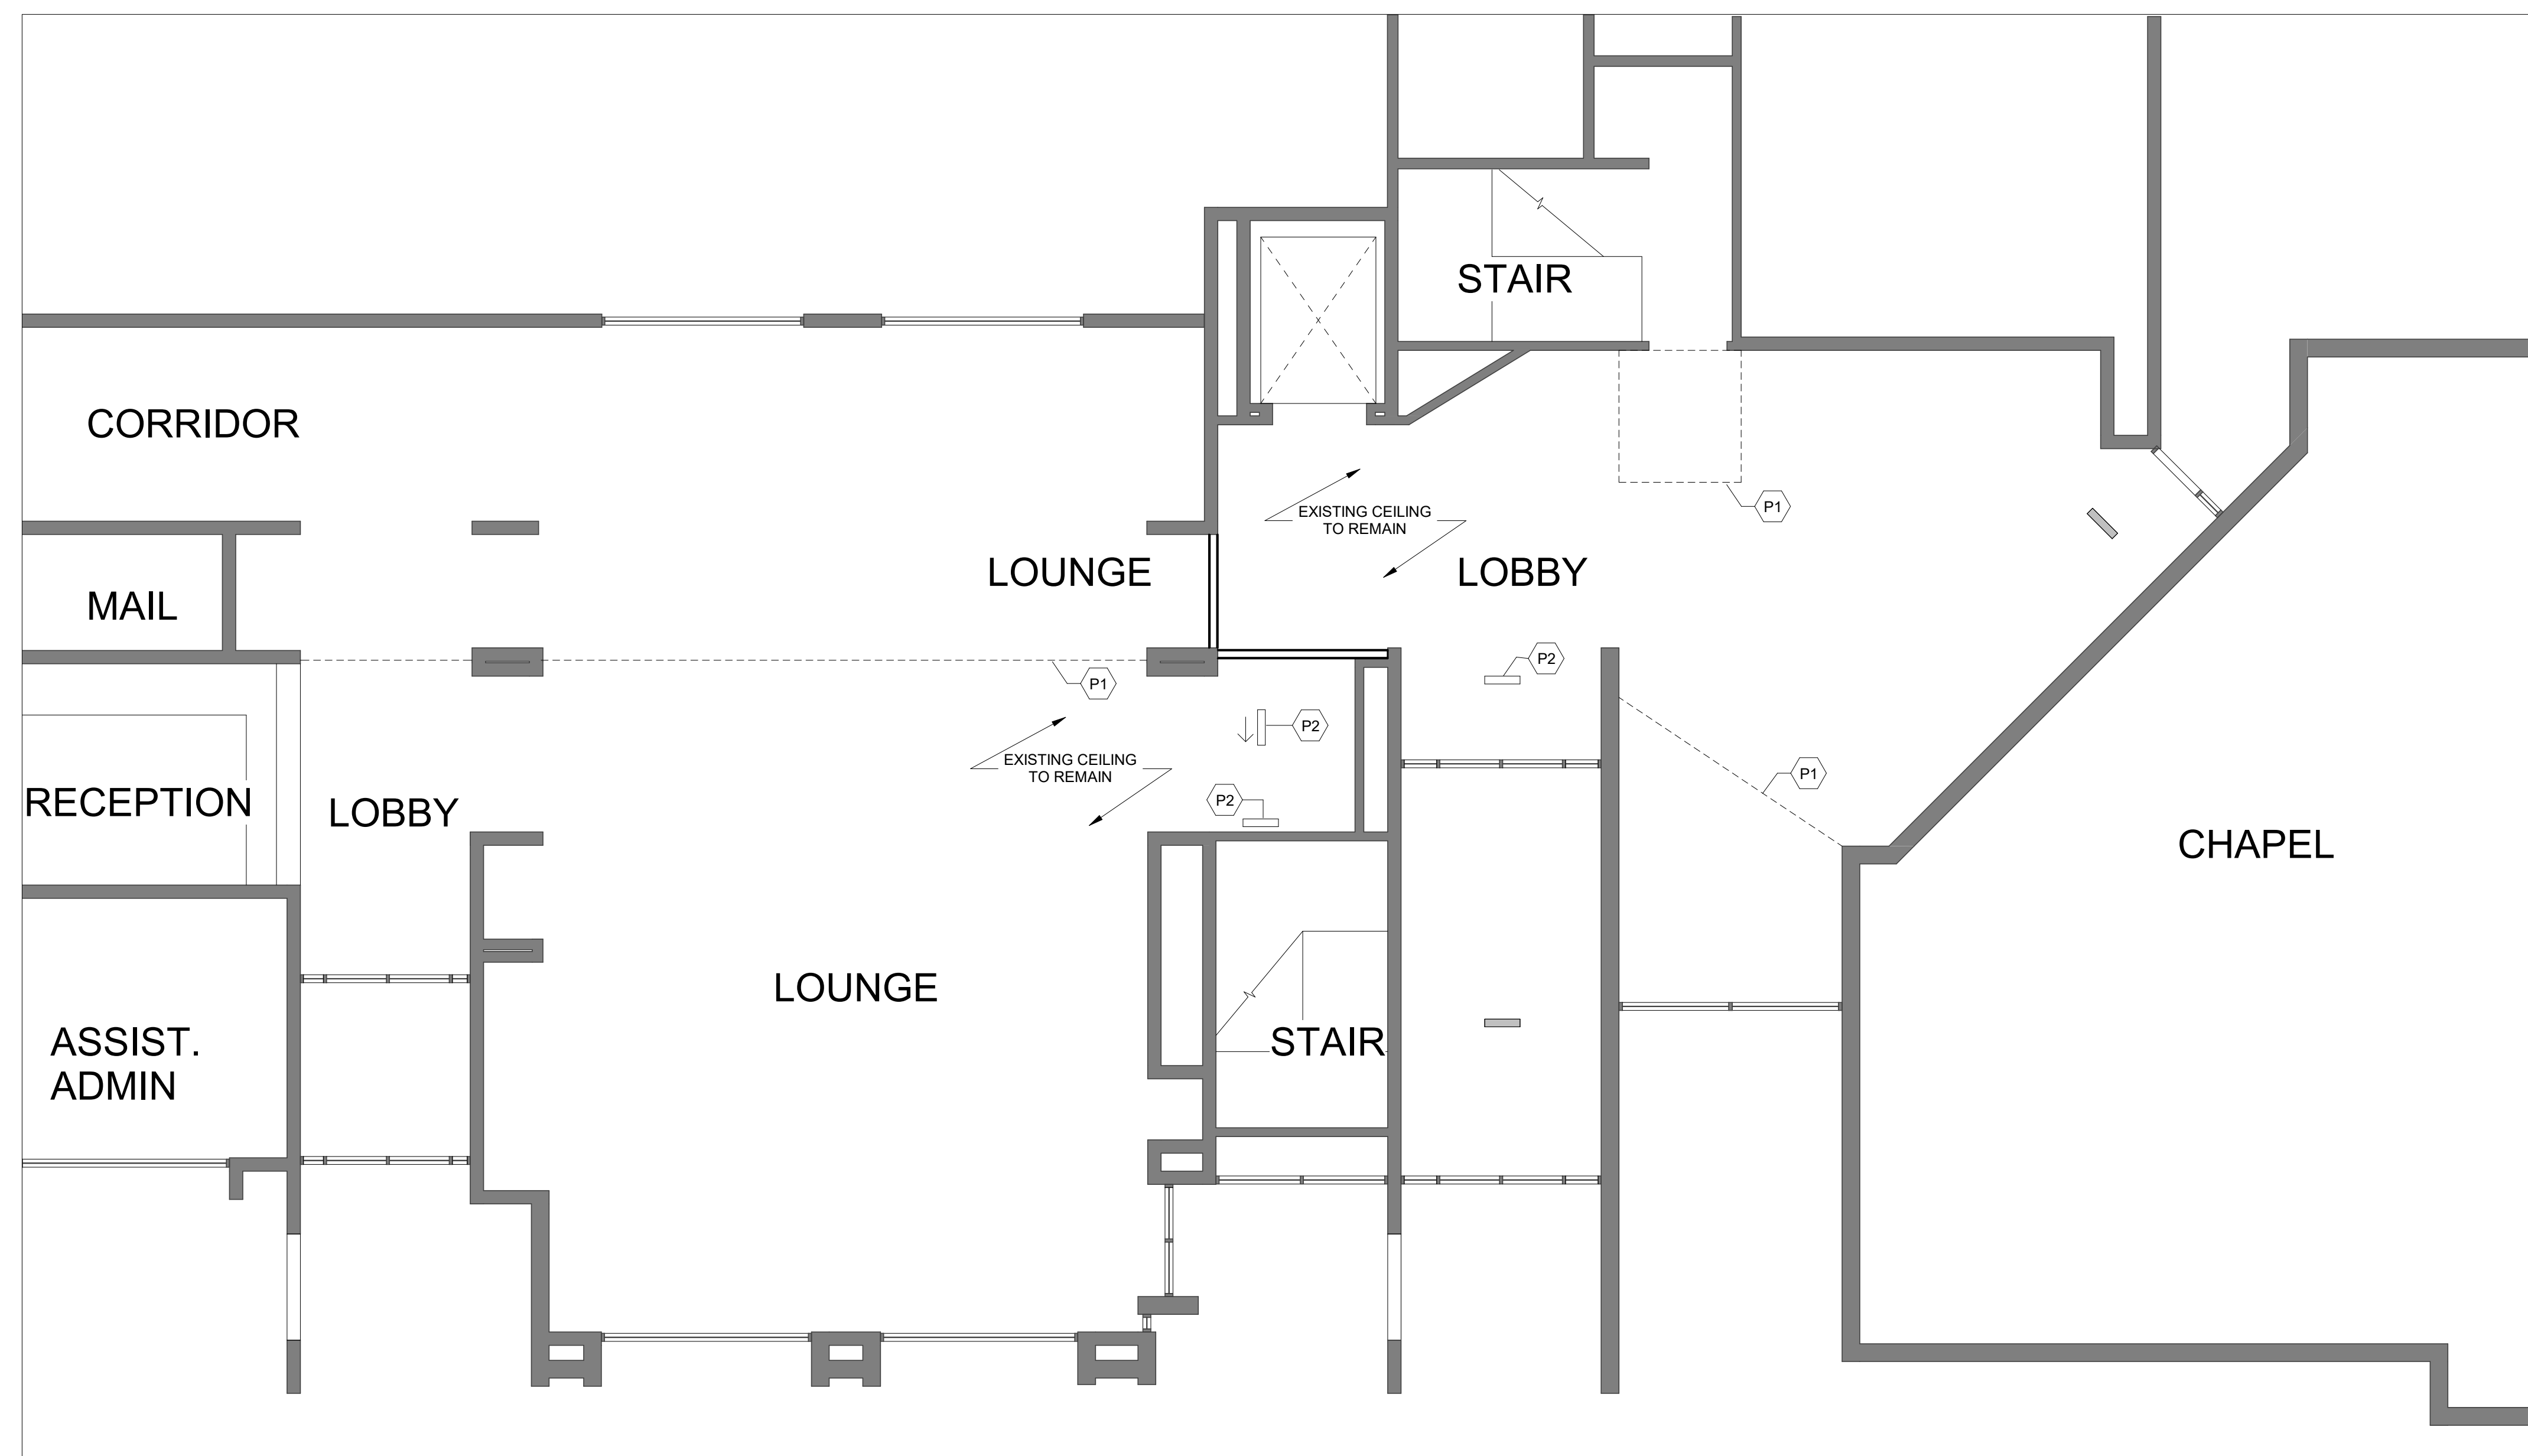 STAIR
CORRIDOR
P1
EXISTING CEILING
TO REMAIN
LOUNGE
LOBBY
MAIL
P2
P1
P2
EXISTING CEILING
TO REMAIN
P1
P2
RECEPTION
LOBBY
CHAPEL
LOUNGE
STAIR
ASSIST.
ADMIN